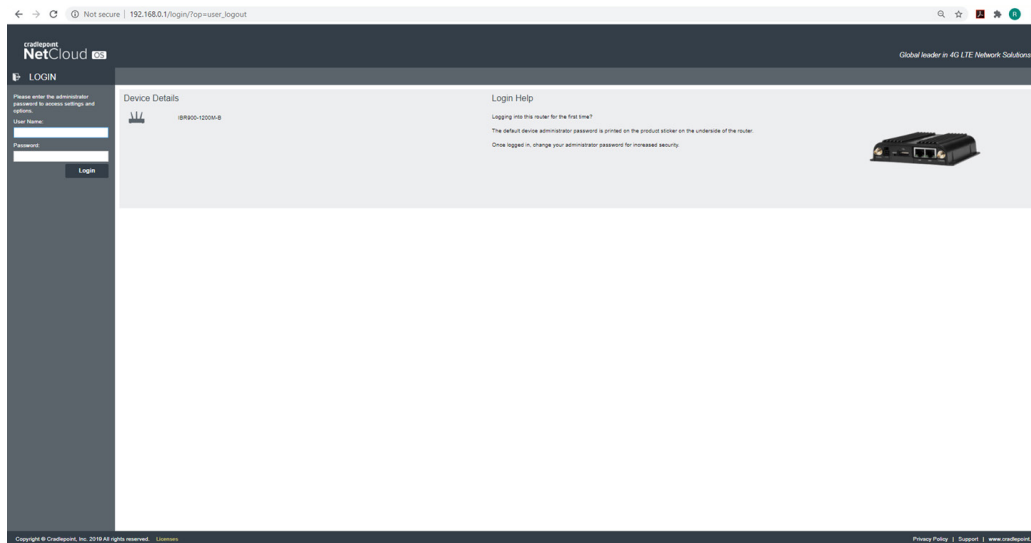 Not secure | 192.168.0.1/login/?op=user_logout
R
cradlepoint
NetCloud OS
Global leader in 4G LTE Network Solutions
LOGIN
Please enter the administrator
password to access settings and
options.
User Name:
Password:
Login
Device Details
IBR900-1200M-B
Login Help
Logging into this router for the first time?
The default device administrator password is printed on the product sticker on the underside of the router.
Once logged in, change your administrator password for increased security.
Copyright © Cradlepoint, Inc. 2019 All rights reserved. Licenses
Privacy Policy | Support | www.cradlepoint.